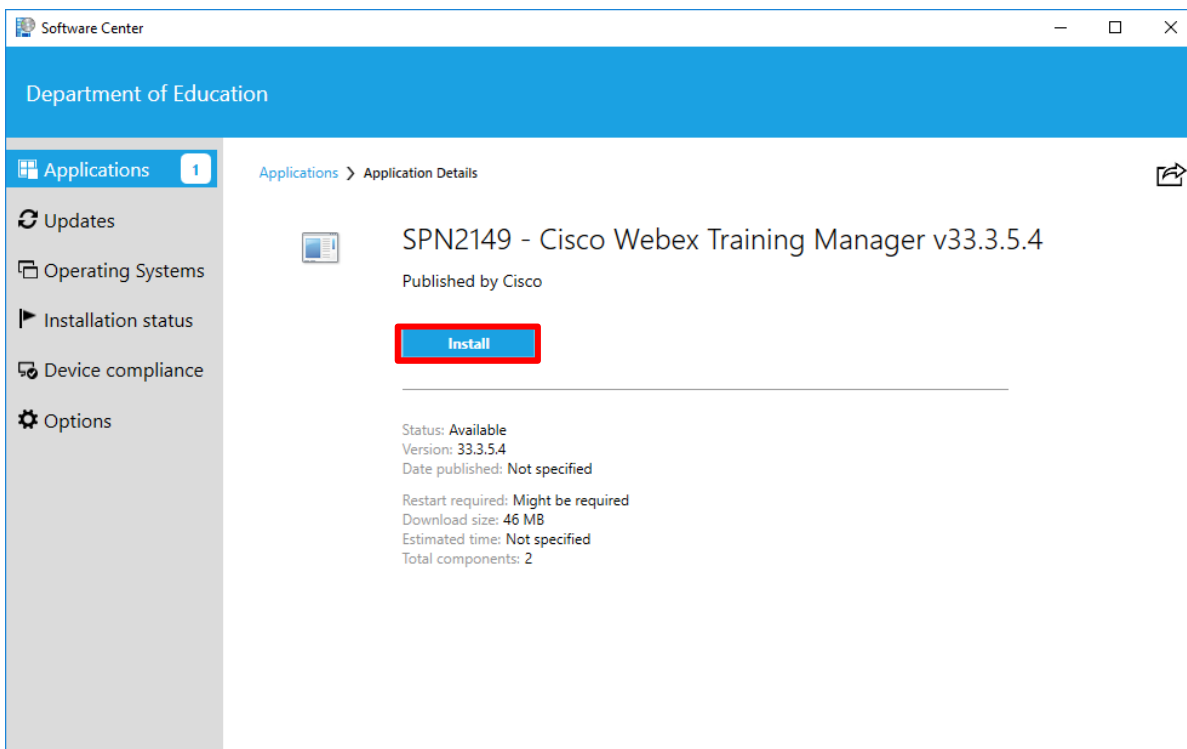 Software Center
Department of Education
Applications 1
Updates
Operating Systems
Installation status
Device compliance
Options
Applications ❯ Application Details
SPN2149 - Cisco Webex Training Manager v33.3.5.4
Published by Cisco
Install
Status: Available
Version: 33.3.5.4
Date published: Not specified
Restart required: Might be required
Download size: 46 MB
Estimated time: Not specified
Total components: 2